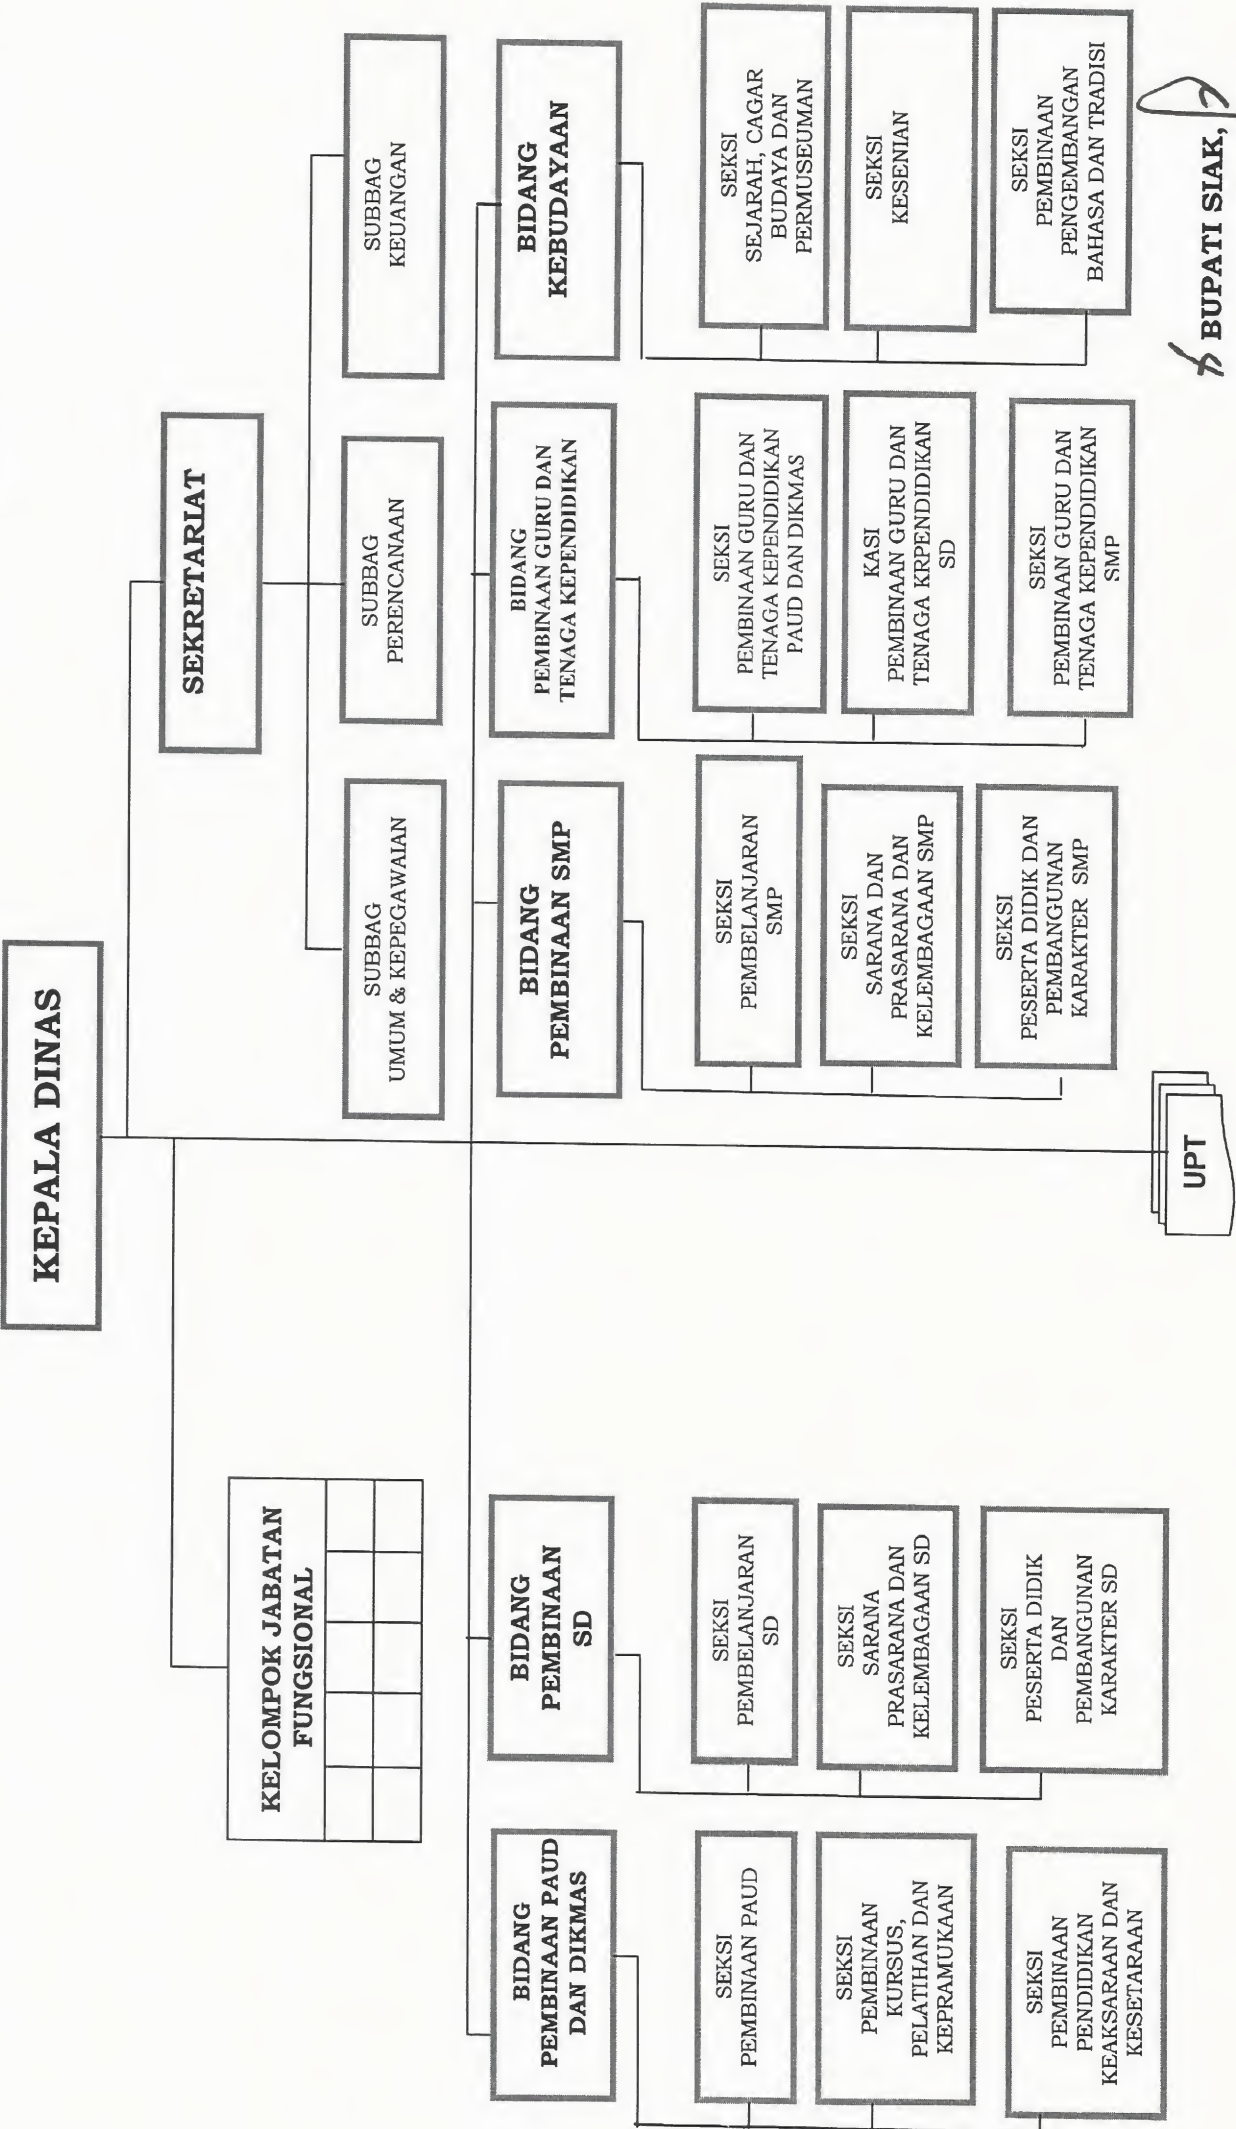 KEPALA DINAS
SEKRETARIAT
KELOMPOK JABATAN
FUNGSIONAL
SUBBAG
UMUM & KEPEGAWAIAN
SUBBAG
PERENCANAAN
SUBBAG
KEUANGAN
BIDANG
PEMBINAAN PAUD
DAN DIKMAS
BIDANG
PEMBINAAN
SD
BIDANG
PEMBINAAN SMP
BIDANG
PEMBINAAN GURU DAN
TENAGA KEPENDIDIKAN
BIDANG
KEBUDAYAAN
SEKSI
PEMBINAAN PAUD
SEKSI
PEMBINAAN
KURSUS,
PELATIHAN DAN
KEPRAMUKAAN
SEKSI
PEMBINAAN
PENDIDIKAN
KEAKSARAAN DAN
KESETARAAN
SEKSI
PEMBELANJARAN
SD
SEKSI
SARANA
PRASARANA DAN
KELEMBAGAAN SD
SEKSI
PESERTA DIDIK
DAN
PEMBANGUNAN
KARAKTER SD
SEKSI
PEMBELANJARAN
SMP
SEKSI
SARANA DAN
PRASARANA DAN
KELEMBAGAAN SMP
SEKSI
PESERTA DIDIK DAN
PEMBANGUNAN
KARAKTER SMP
SEKSI
PEMBINAAN GURU DAN
TENAGA KEPENDIDIKAN
PAUD DAN DIKMAS
KASI
PEMBINAAN GURU DAN
TENAGA KRPENDIDIKAN
SD
SEKSI
PEMBINAAN GURU DAN
TENAGA KEPENDIDIKAN
SMP
SEKSI
SEJARAH, CAGAR
BUDAYA DAN
PERMUSEUMAN
SEKSI
KESENIAN
SEKSI
PEMBINAAN
PENGEMBANGAN
BAHASA DAN TRADISI
UPT
BUPATI SIAK,